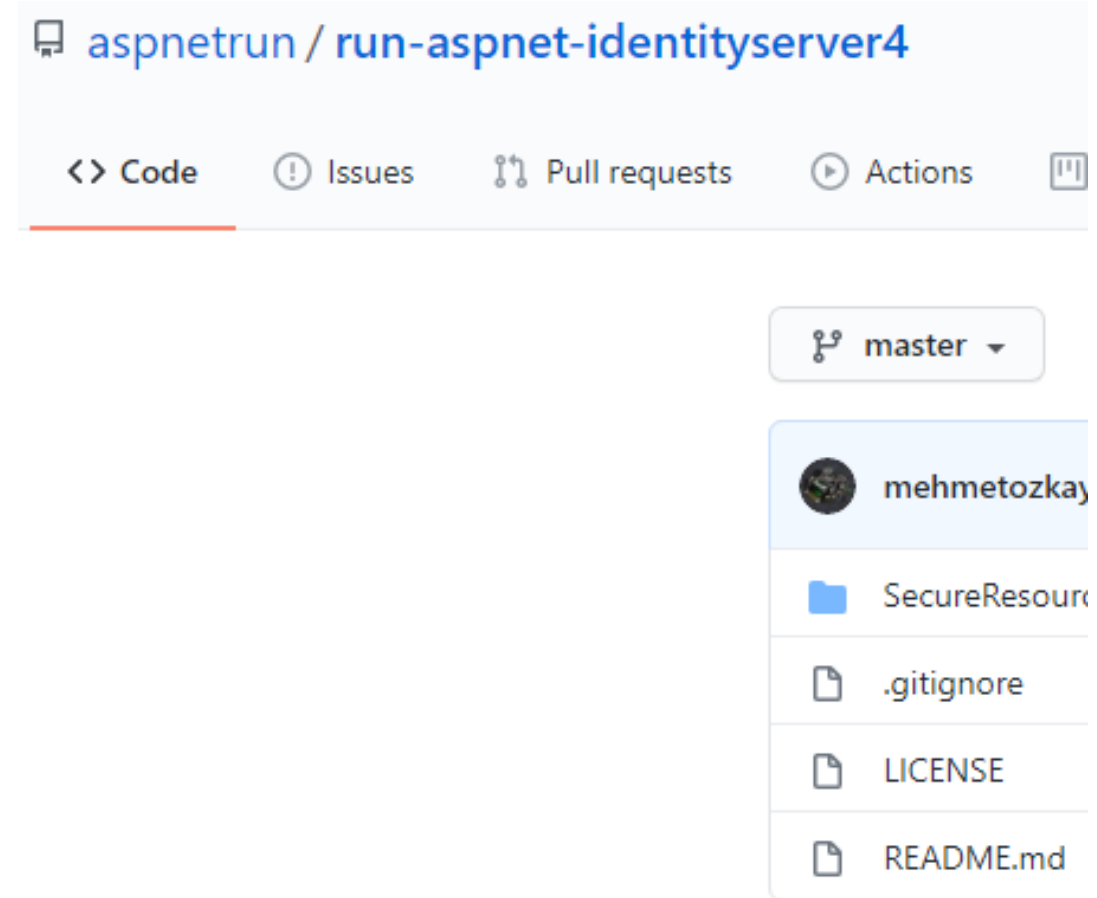 aspnetrun / run-aspnet-identityserver4
<> Code Issues Pull requests Actions
master
mehmetozkay
SecureResourc
.gitignore
LICENSE
README.md